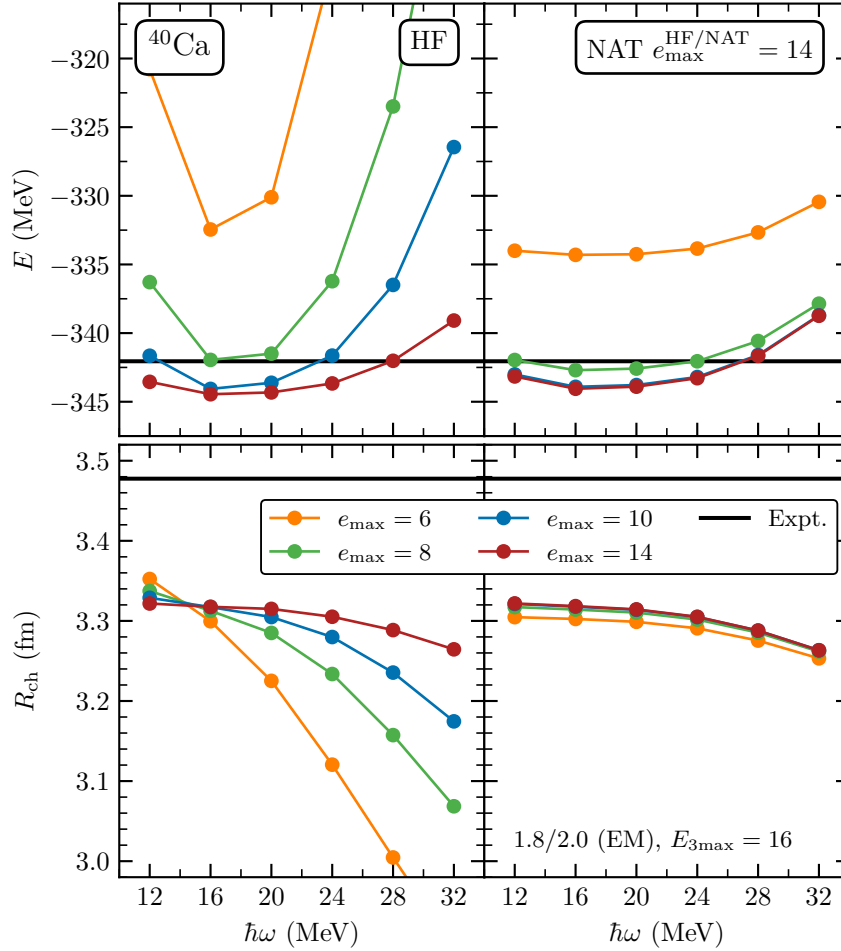 ⁴⁰Ca
HF
NAT e_max^HF/NAT = 14
E (MeV)
−320
−325
−330
−335
−340
−345
R_ch (fm)
3.5
3.4
3.3
3.2
3.1
3.0
e_max = 6
e_max = 8
e_max = 10
e_max = 14
Expt.
1.8/2.0 (EM), E_3max = 16
12 16 20 24 28 32
12 16 20 24 28 32
ħω (MeV)
ħω (MeV)